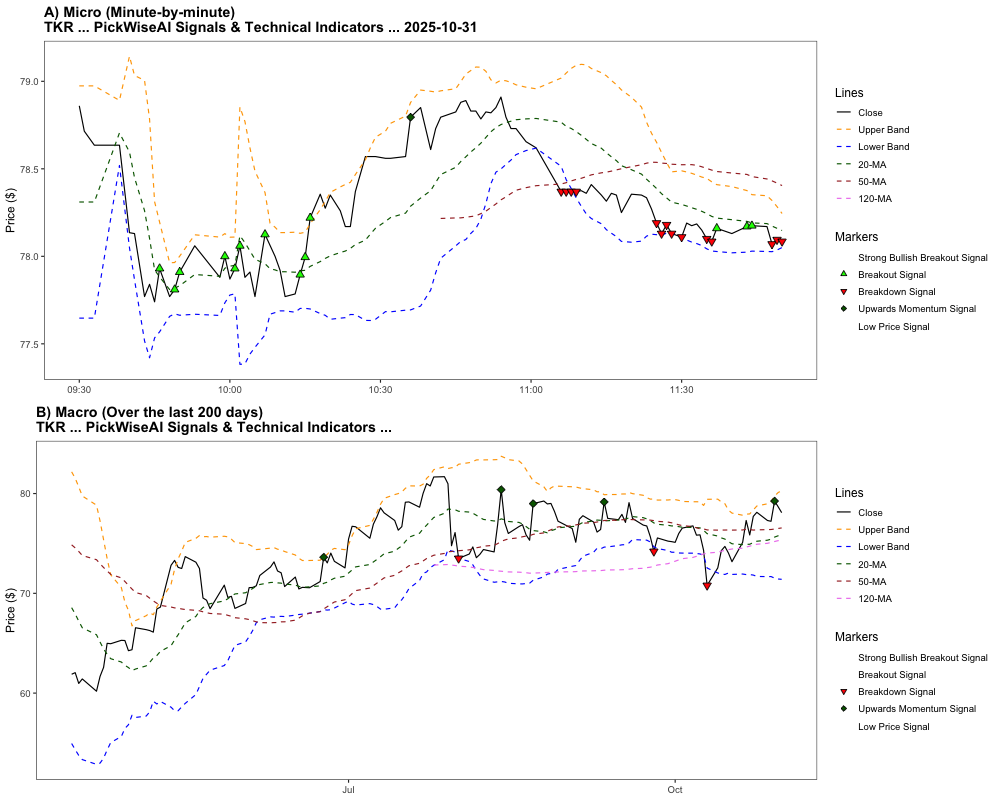 A) Micro (Minute-by-minute)
TKR ... PickWiseAI Signals & Technical Indicators ... 2025-10-31
Price ($)
79.0
78.5
78.0
77.5
09:30
10:00
10:30
11:00
11:30
Lines
Close
Upper Band
Lower Band
20-MA
50-MA
120-MA
Markers
Strong Bullish Breakout Signal
Breakout Signal
Breakdown Signal
Upwards Momentum Signal
Low Price Signal
B) Macro (Over the last 200 days)
TKR ... PickWiseAI Signals & Technical Indicators ...
Price ($)
80
70
60
Jul
Oct
Lines
Close
Upper Band
Lower Band
20-MA
50-MA
120-MA
Markers
Strong Bullish Breakout Signal
Breakout Signal
Breakdown Signal
Upwards Momentum Signal
Low Price Signal